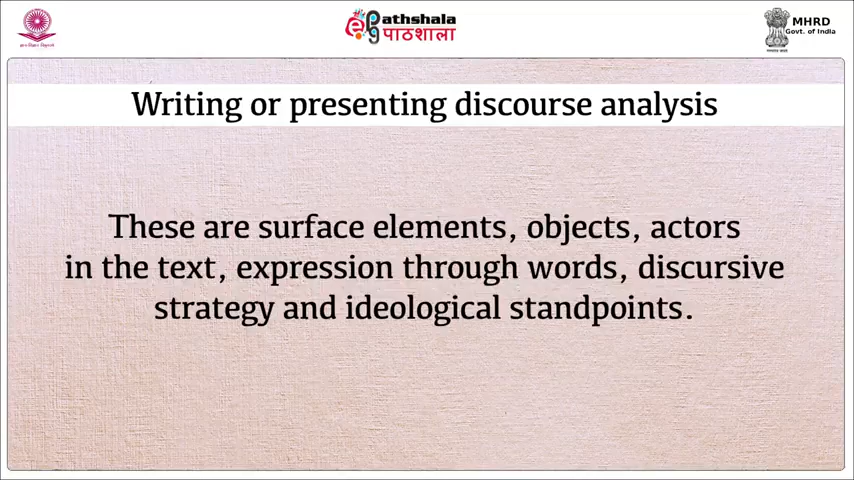 ePathshala
पाठशाला
MHRD
Govt. of India
Writing or presenting discourse analysis
These are surface elements, objects, actors
in the text, expression through words, discursive
strategy and ideological standpoints.